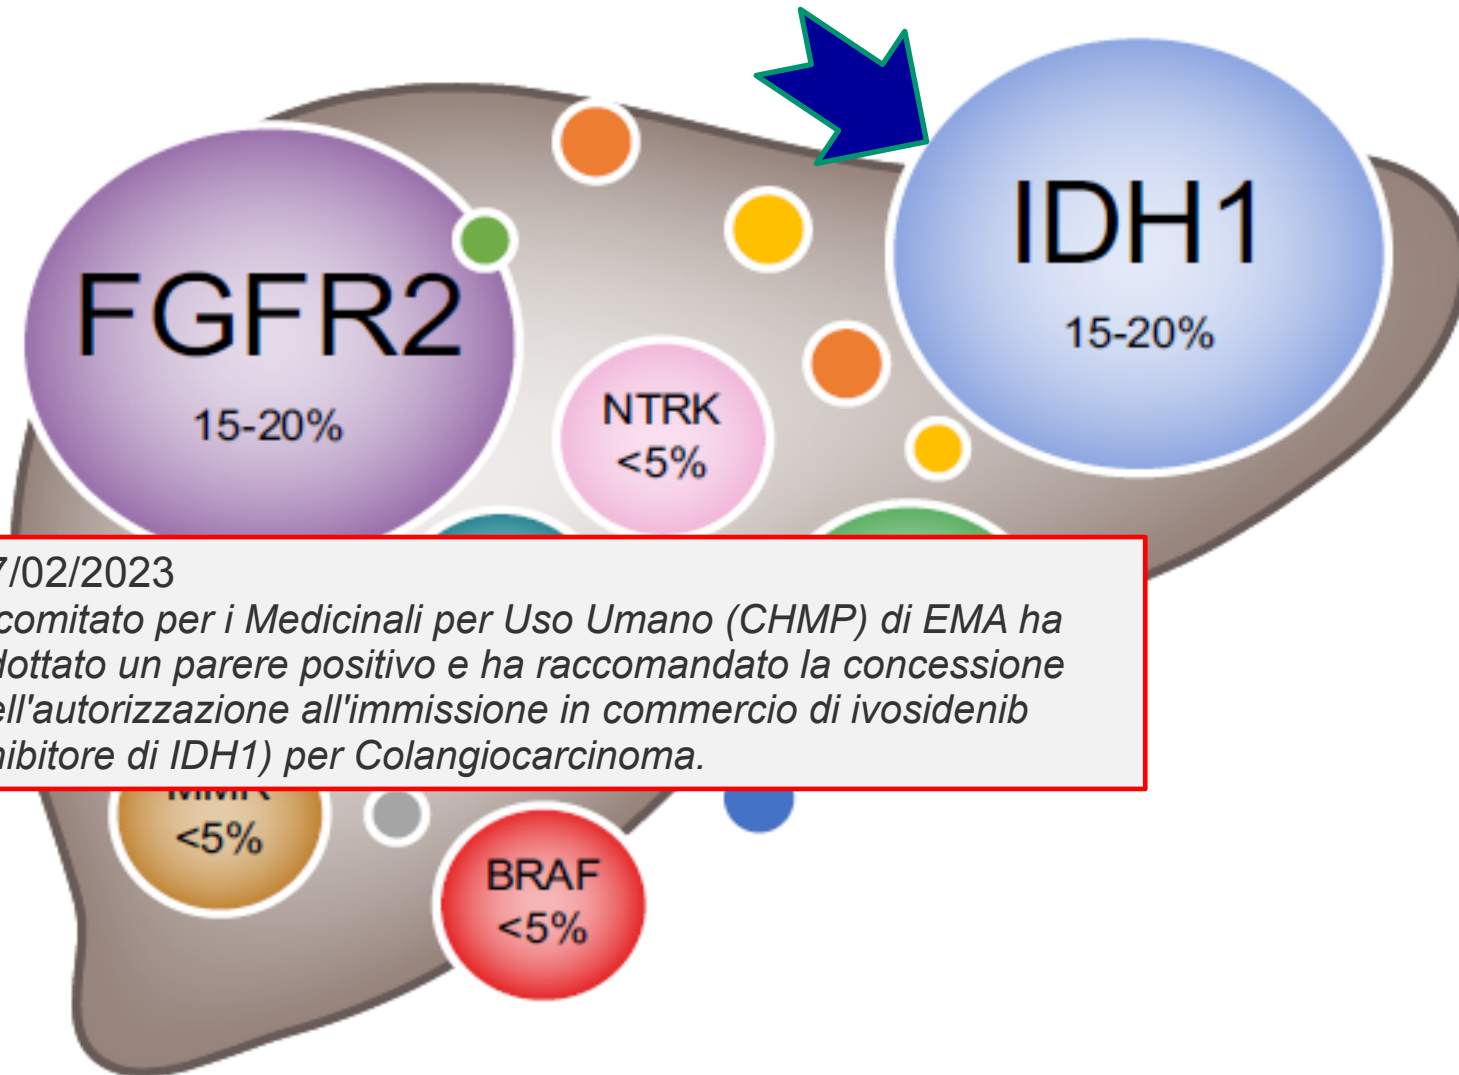 IDH1
15-20%
FGFR2
15-20%
NTRK
<5%
7/02/2023
comitato per i Medicinali per Uso Umano (CHMP) di EMA ha
dottato un parere positivo e ha raccomandato la concessione
ell'autorizzazione all'immissione in commercio di ivosidenib
nibitore di IDH1) per Colangiocarcinoma.
MMR
<5%
BRAF
<5%